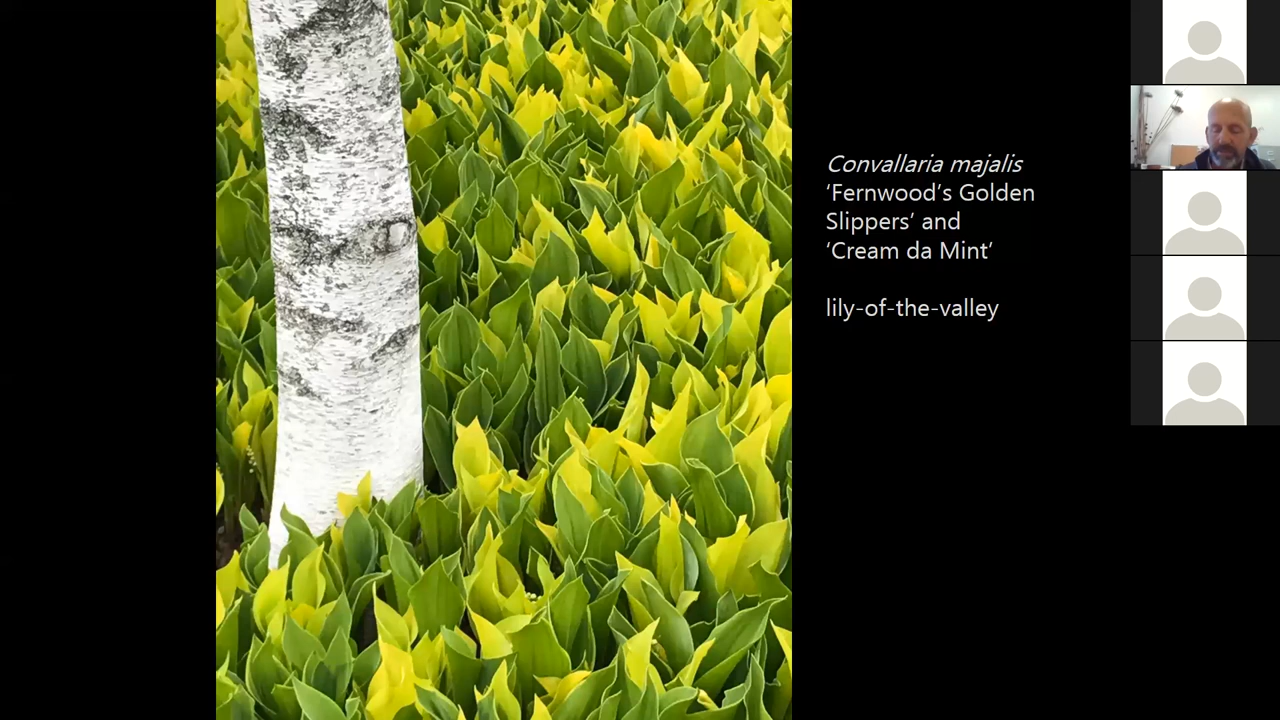 Convallaria majalis
‘Fernwood’s Golden
Slippers’ and
‘Cream da Mint’
lily-of-the-valley